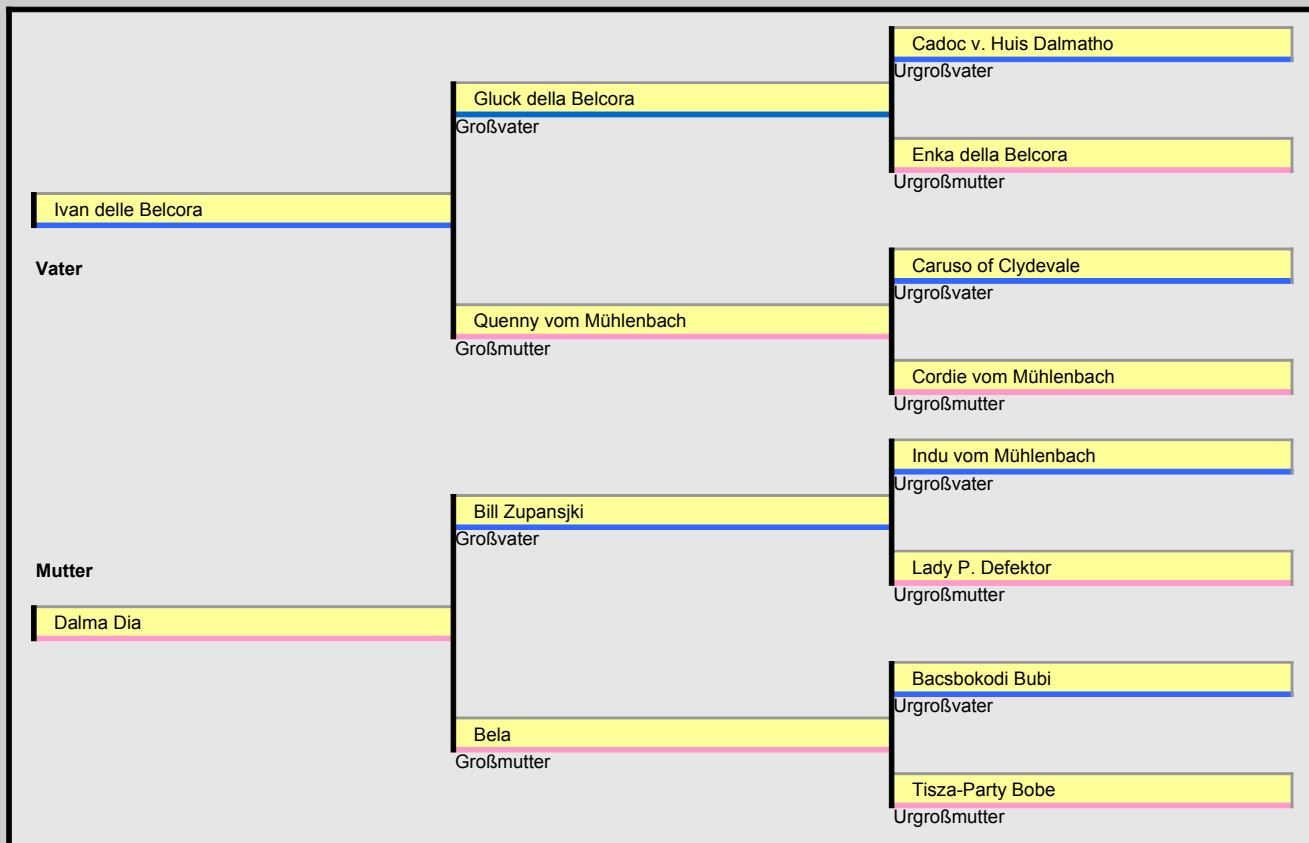 Cadoc v. Huis Dalmatho
Urgroßvater
Gluck della Belcora
Großvater
Enka della Belcora
Urgroßmutter
Ivan delle Belcora
Vater
Caruso of Clydevale
Urgroßvater
Quenny vom Mühlenbach
Großmutter
Cordie vom Mühlenbach
Urgroßmutter
Indu vom Mühlenbach
Urgroßvater
Bill Zupansjki
Großvater
Mutter
Lady P. Defektor
Urgroßmutter
Dalma Dia
Bacsbokodi Bubi
Urgroßvater
Bela
Großmutter
Tisza-Party Bobe
Urgroßmutter